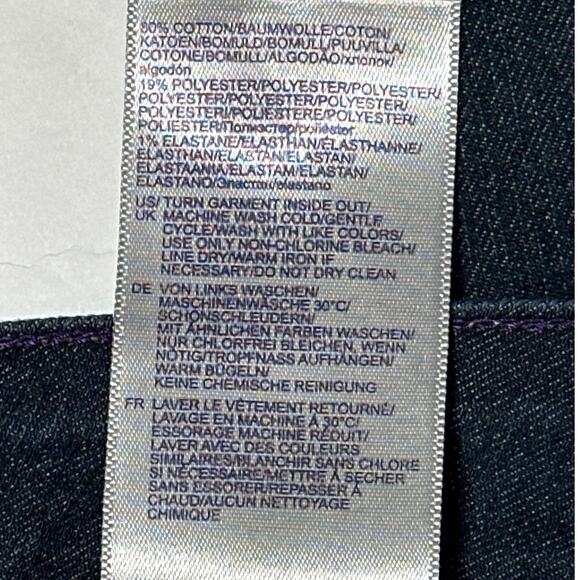 80% COTTON/BAUMWOLLE/COTON/
KATOEN/BOMULD/BOMULL/PUUVILLA/
COTONE/BOMULL/ALGODÃO/хлопок/
algodón
19% POLYESTER/POLYESTER/POLYESTER/
POLYESTER/POLYESTER/POLYESTER/
POLYESTERI/POLIESTERE/POLYESTER/
POLIÉSTER/Полиэстер/poliéster
1% ELASTANE/ELASTHAN/ELASTHANNE/
ELASTHAN/ELASTAN/ELASTAN/
ELASTAANIA/ELASTAM/ELASTAN/
ELASTANO/Эластан/elastano
US/ TURN GARMENT INSIDE OUT/
UK MACHINE WASH COLD/GENTLE
CYCLE/WASH WITH LIKE COLORS/
USE ONLY NON-CHLORINE BLEACH/
LINE DRY/WARM IRON IF
NECESSARY/DO NOT DRY CLEAN
DE VON LINKS WASCHEN/
MASCHINENWÄSCHE 30°C/
SCHONSCHLEUDERN/
MIT ÄHNLICHEN FARBEN WASCHEN/
NUR CHLORFREI BLEICHEN, WENN
NÖTIG/TROPFNASS AUFHÄNGEN/
WARM BÜGELN/
KEINE CHEMISCHE REINIGUNG
FR LAVER LE VÊTEMENT RETOURNÉ/
LAVAGE EN MACHINE À 30°C/
ESSORAGE MACHINE RÉDUIT/
LAVER AVEC DES COULEURS
SIMILAIRES/BLANCHIR SANS CHLORE
SI NÉCESSAIRE/METTRE À SÉCHER
SANS ESSORER/REPASSER À
CHAUD/AUCUN NETTOYAGE
CHIMIQUE